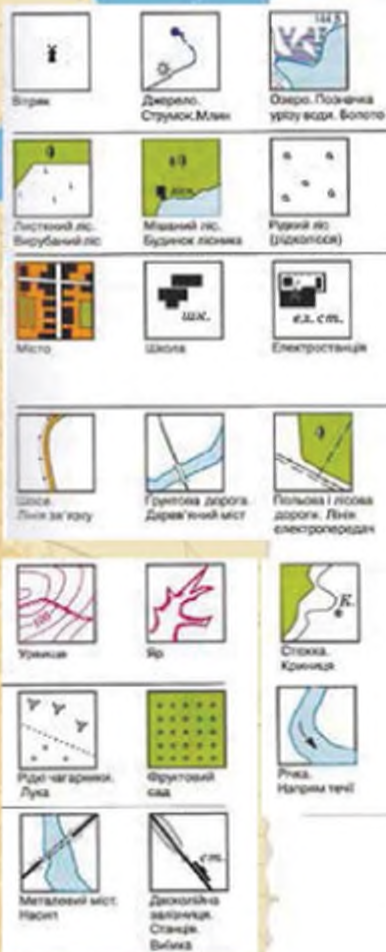 Вітряк
Джерело.
Струмок. Млин
144,5
Озеро. Позначка
урізу води. Болото
Листяний ліс.
Вирубаний ліс
ліс.
Мішаний ліс.
Будинок лісника
Рідкий ліс
(рідколісся)
Місто
шк.
Школа
ел. ст.
Електростанція
Шосе.
Лінія зв'язку
Ґрунтова дорога.
Дерев'яний міст
Польова і лісова
дороги. Лінія
електропередач
100
Урвище
Яр
К.
Стежка.
Криниця
Рідкі чагарники.
Лука
Фруктовий
сад
Річка.
Напрям течії
Металевий міст.
Насип
ст.
Двоколійна
залізниця.
Станція.
Виїмка